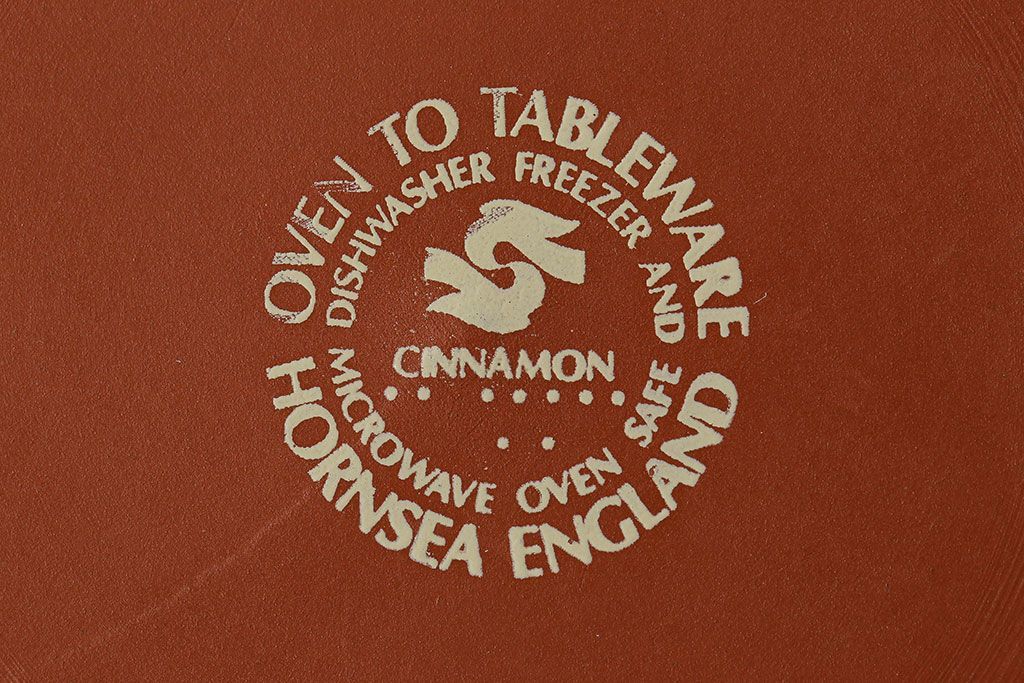 OVEN TO TABLEWARE
DISHWASHER FREEZER AND
CINNAMON
MICROWAVE OVEN SAFE
HORNSEA ENGLAND